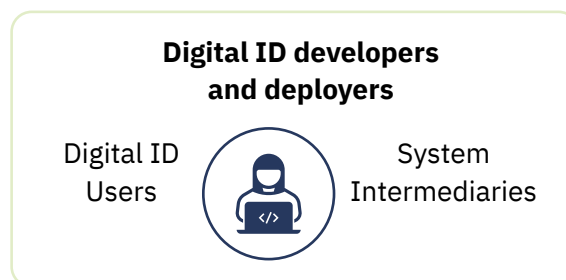 Digital ID developers
and deployers
Digital ID
Users
</>
System
Intermediaries